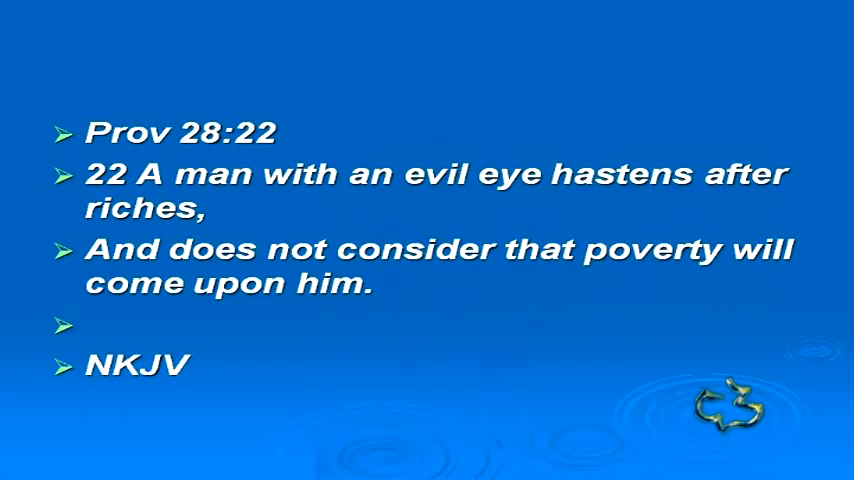 Prov 28:22
22 A man with an evil eye hastens after
riches,
And does not consider that poverty will
come upon him.
NKJV